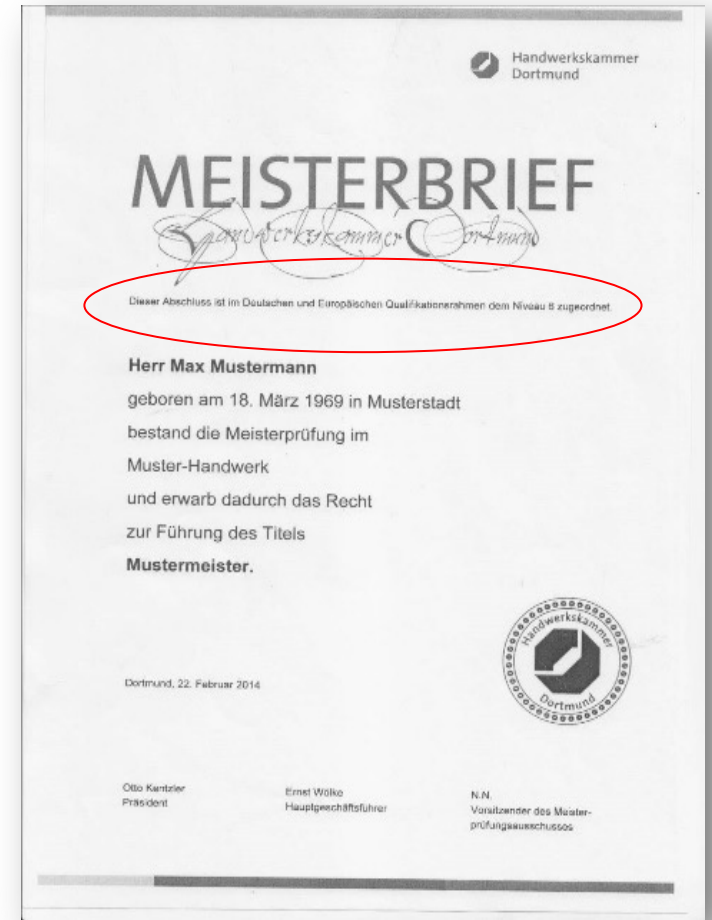 Handwerkskammer
Dortmund
MEISTERBRIEF
Handwerkskammer Dortmund
Dieser Abschluss ist im Deutschen und Europäischen Qualifikationsrahmen dem Niveau 6 zugeordnet.
Herr Max Mustermann
geboren am 18. März 1969 in Musterstadt
bestand die Meisterprüfung im
Muster-Handwerk
und erwarb dadurch das Recht
zur Führung des Titels
Mustermeister.
Handwerkskammer
Dortmund
Dortmund, 22. Februar 2014
Otto Kentzler
Präsident
Ernst Wölke
Hauptgeschäftsführer
N.N.
Vorsitzender des Meister-
prüfungsausschusses